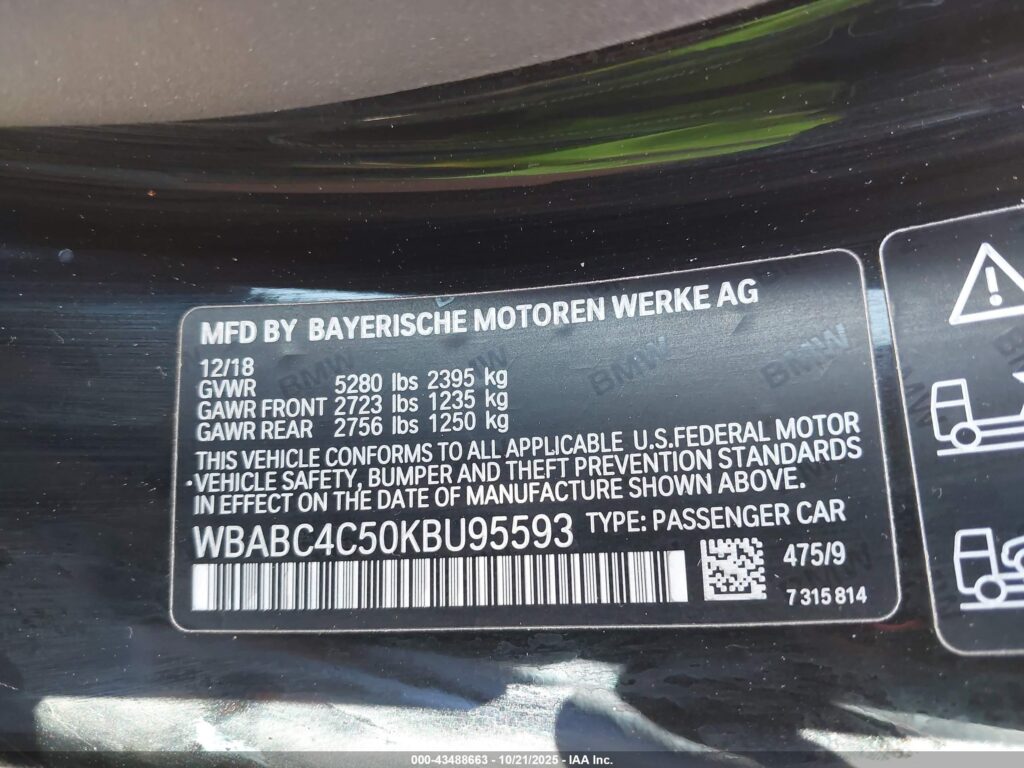 MFD BY BAYERISCHE MOTOREN WERKE AG
12/18
GVWR 5280 lbs 2395 kg
GAWR FRONT 2723 lbs 1235 kg
GAWR REAR 2756 lbs 1250 kg
THIS VEHICLE CONFORMS TO ALL APPLICABLE U.S.FEDERAL MOTOR
VEHICLE SAFETY, BUMPER AND THEFT PREVENTION STANDARDS
IN EFFECT ON THE DATE OF MANUFACTURE SHOWN ABOVE.
WBABC4C50KBU95593 TYPE: PASSENGER CAR
475/9
7 315 814
BMW BMW BMW
000-43488663 - 10/21/2025 - IAA Inc.